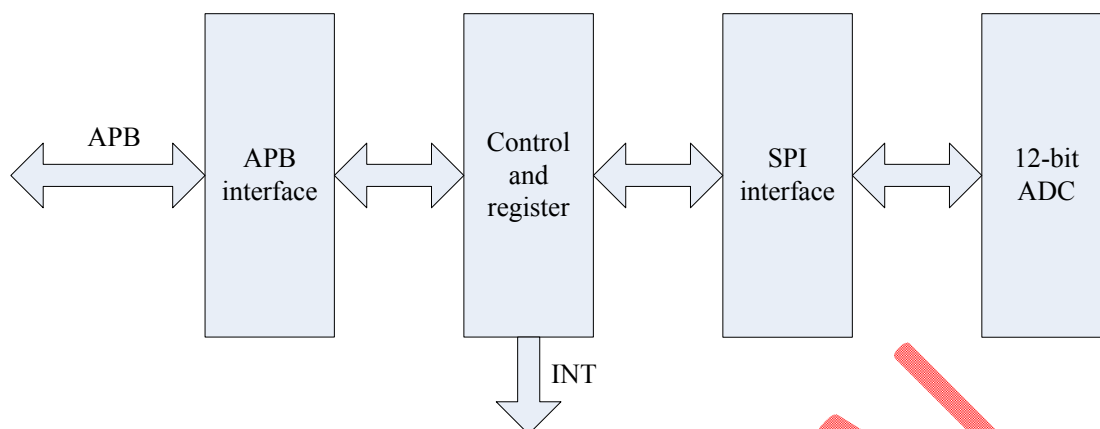 APB
APB
interface
Control
and
register
SPI
interface
12-bit
ADC
INT